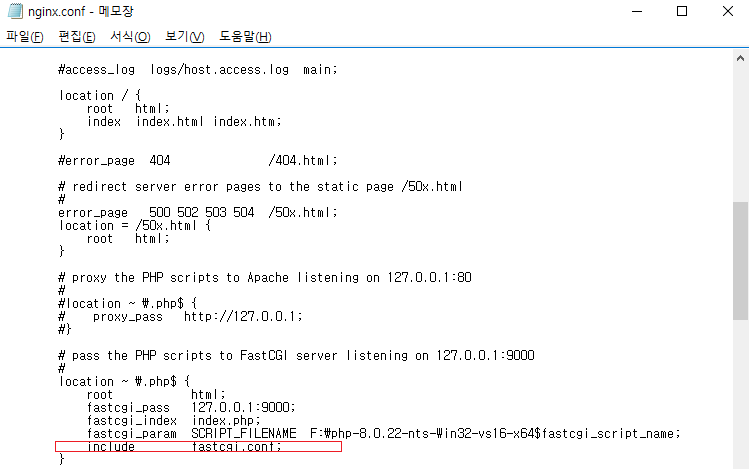 nginx.conf - 메모장
파일(F) 편집(E) 서식(O) 보기(V) 도움말(H)
#access_log  logs/host.access.log  main;
location / {
root   html;
index  index.html index.htm;
}
#error_page  404              /404.html;
# redirect server error pages to the static page /50x.html
#
error_page   500 502 503 504  /50x.html;
location = /50x.html {
root   html;
}
# proxy the PHP scripts to Apache listening on 127.0.0.1:80
#
#location ~ ₩.php$ {
#    proxy_pass   http://127.0.0.1;
#}
# pass the PHP scripts to FastCGI server listening on 127.0.0.1:9000
#
location ~ ₩.php$ {
root           html;
fastcgi_pass   127.0.0.1:9000;
fastcgi_index  index.php;
fastcgi_param  SCRIPT_FILENAME  F:₩php-8.0.22-nts-Win32-vs16-x64$fastcgi_script_name;
include        fastcgi.conf;
}